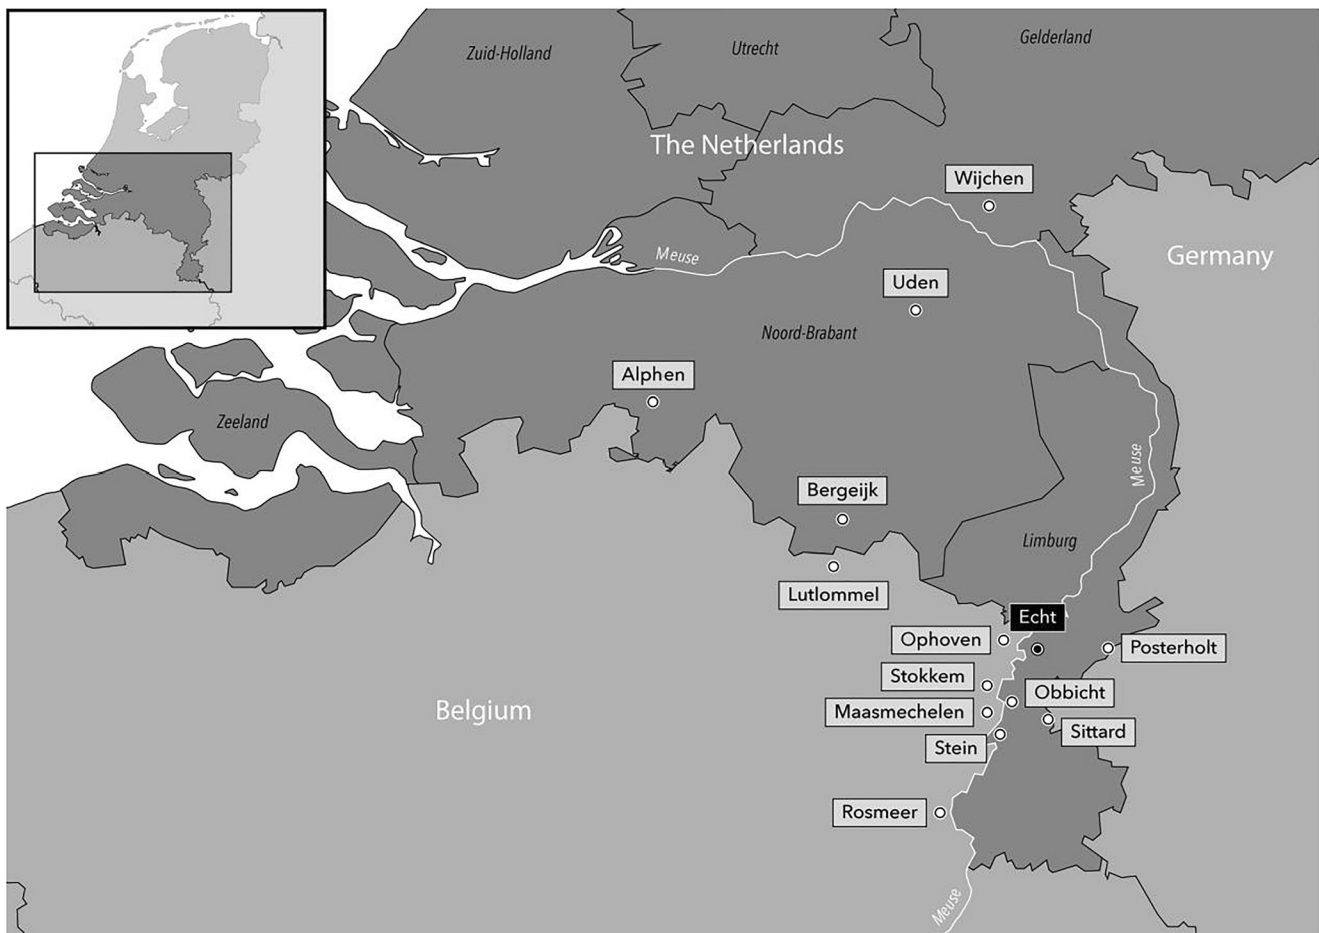 Zuid-Holland
Utrecht
Gelderland
The Netherlands
Wijchen
Meuse
Germany
Uden
Noord-Brabant
Alphen
Zeeland
Meuse
Bergeijk
Limburg
Lutlommel
Echt
Ophoven
Posterholt
Stokkem
Obbicht
Maasmechelen
Belgium
Sittard
Stein
Rosmeer
Meuse